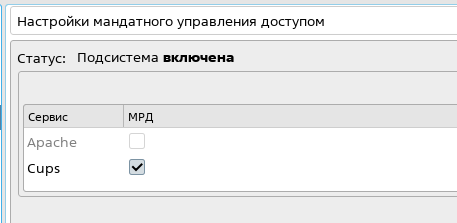 Настройки мандатного управления доступом
Статус: Подсистема включена
Сервис МРД
Apache
Cups